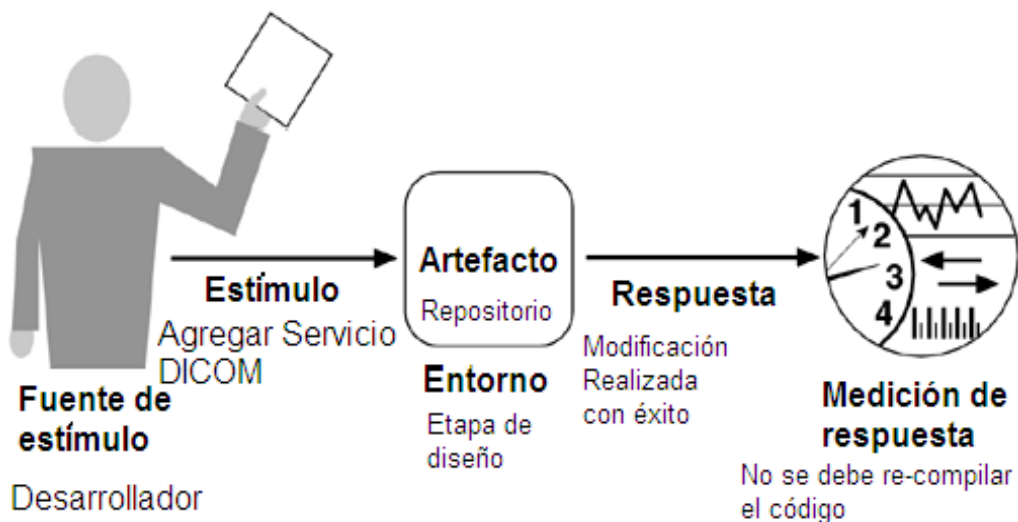 Estímulo
Agregar Servicio
DICOM
Fuente de
estímulo
Desarrollador
Artefacto
Repositorio
Entorno
Etapa de
diseño
Respuesta
Modificación
Realizada
con éxito
1
2
3
4
Medición de
respuesta
No se debe re-compilar
el código